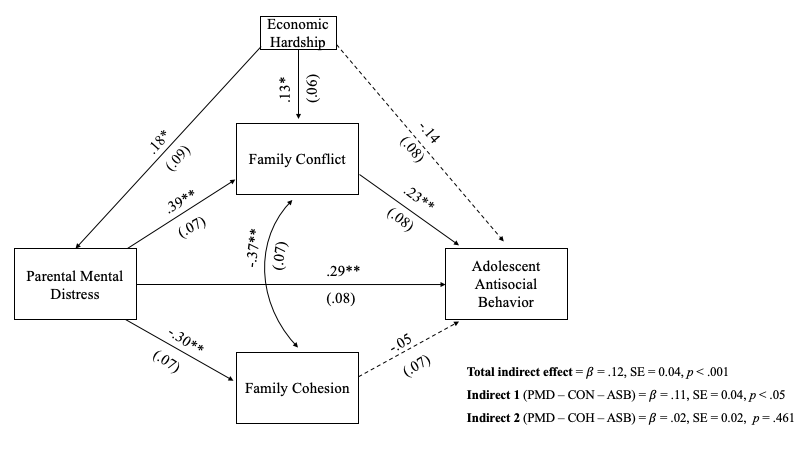 Economic
Hardship
.13*
(.06)
.18*
(.09)
-.14
(.08)
Family Conflict
.39**
(.07)
.23**
(.08)
-.37**
(.07)
Parental Mental
Distress
.29**
(.08)
Adolescent
Antisocial
Behavior
-.30**
(.07)
-.05
(.07)
Family Cohesion
Total indirect effect = β = .12, SE = 0.04, p < .001
Indirect 1 (PMD – CON – ASB) = β = .11, SE = 0.04, p < .05
Indirect 2 (PMD – COH – ASB) = β = .02, SE = 0.02, p = .461